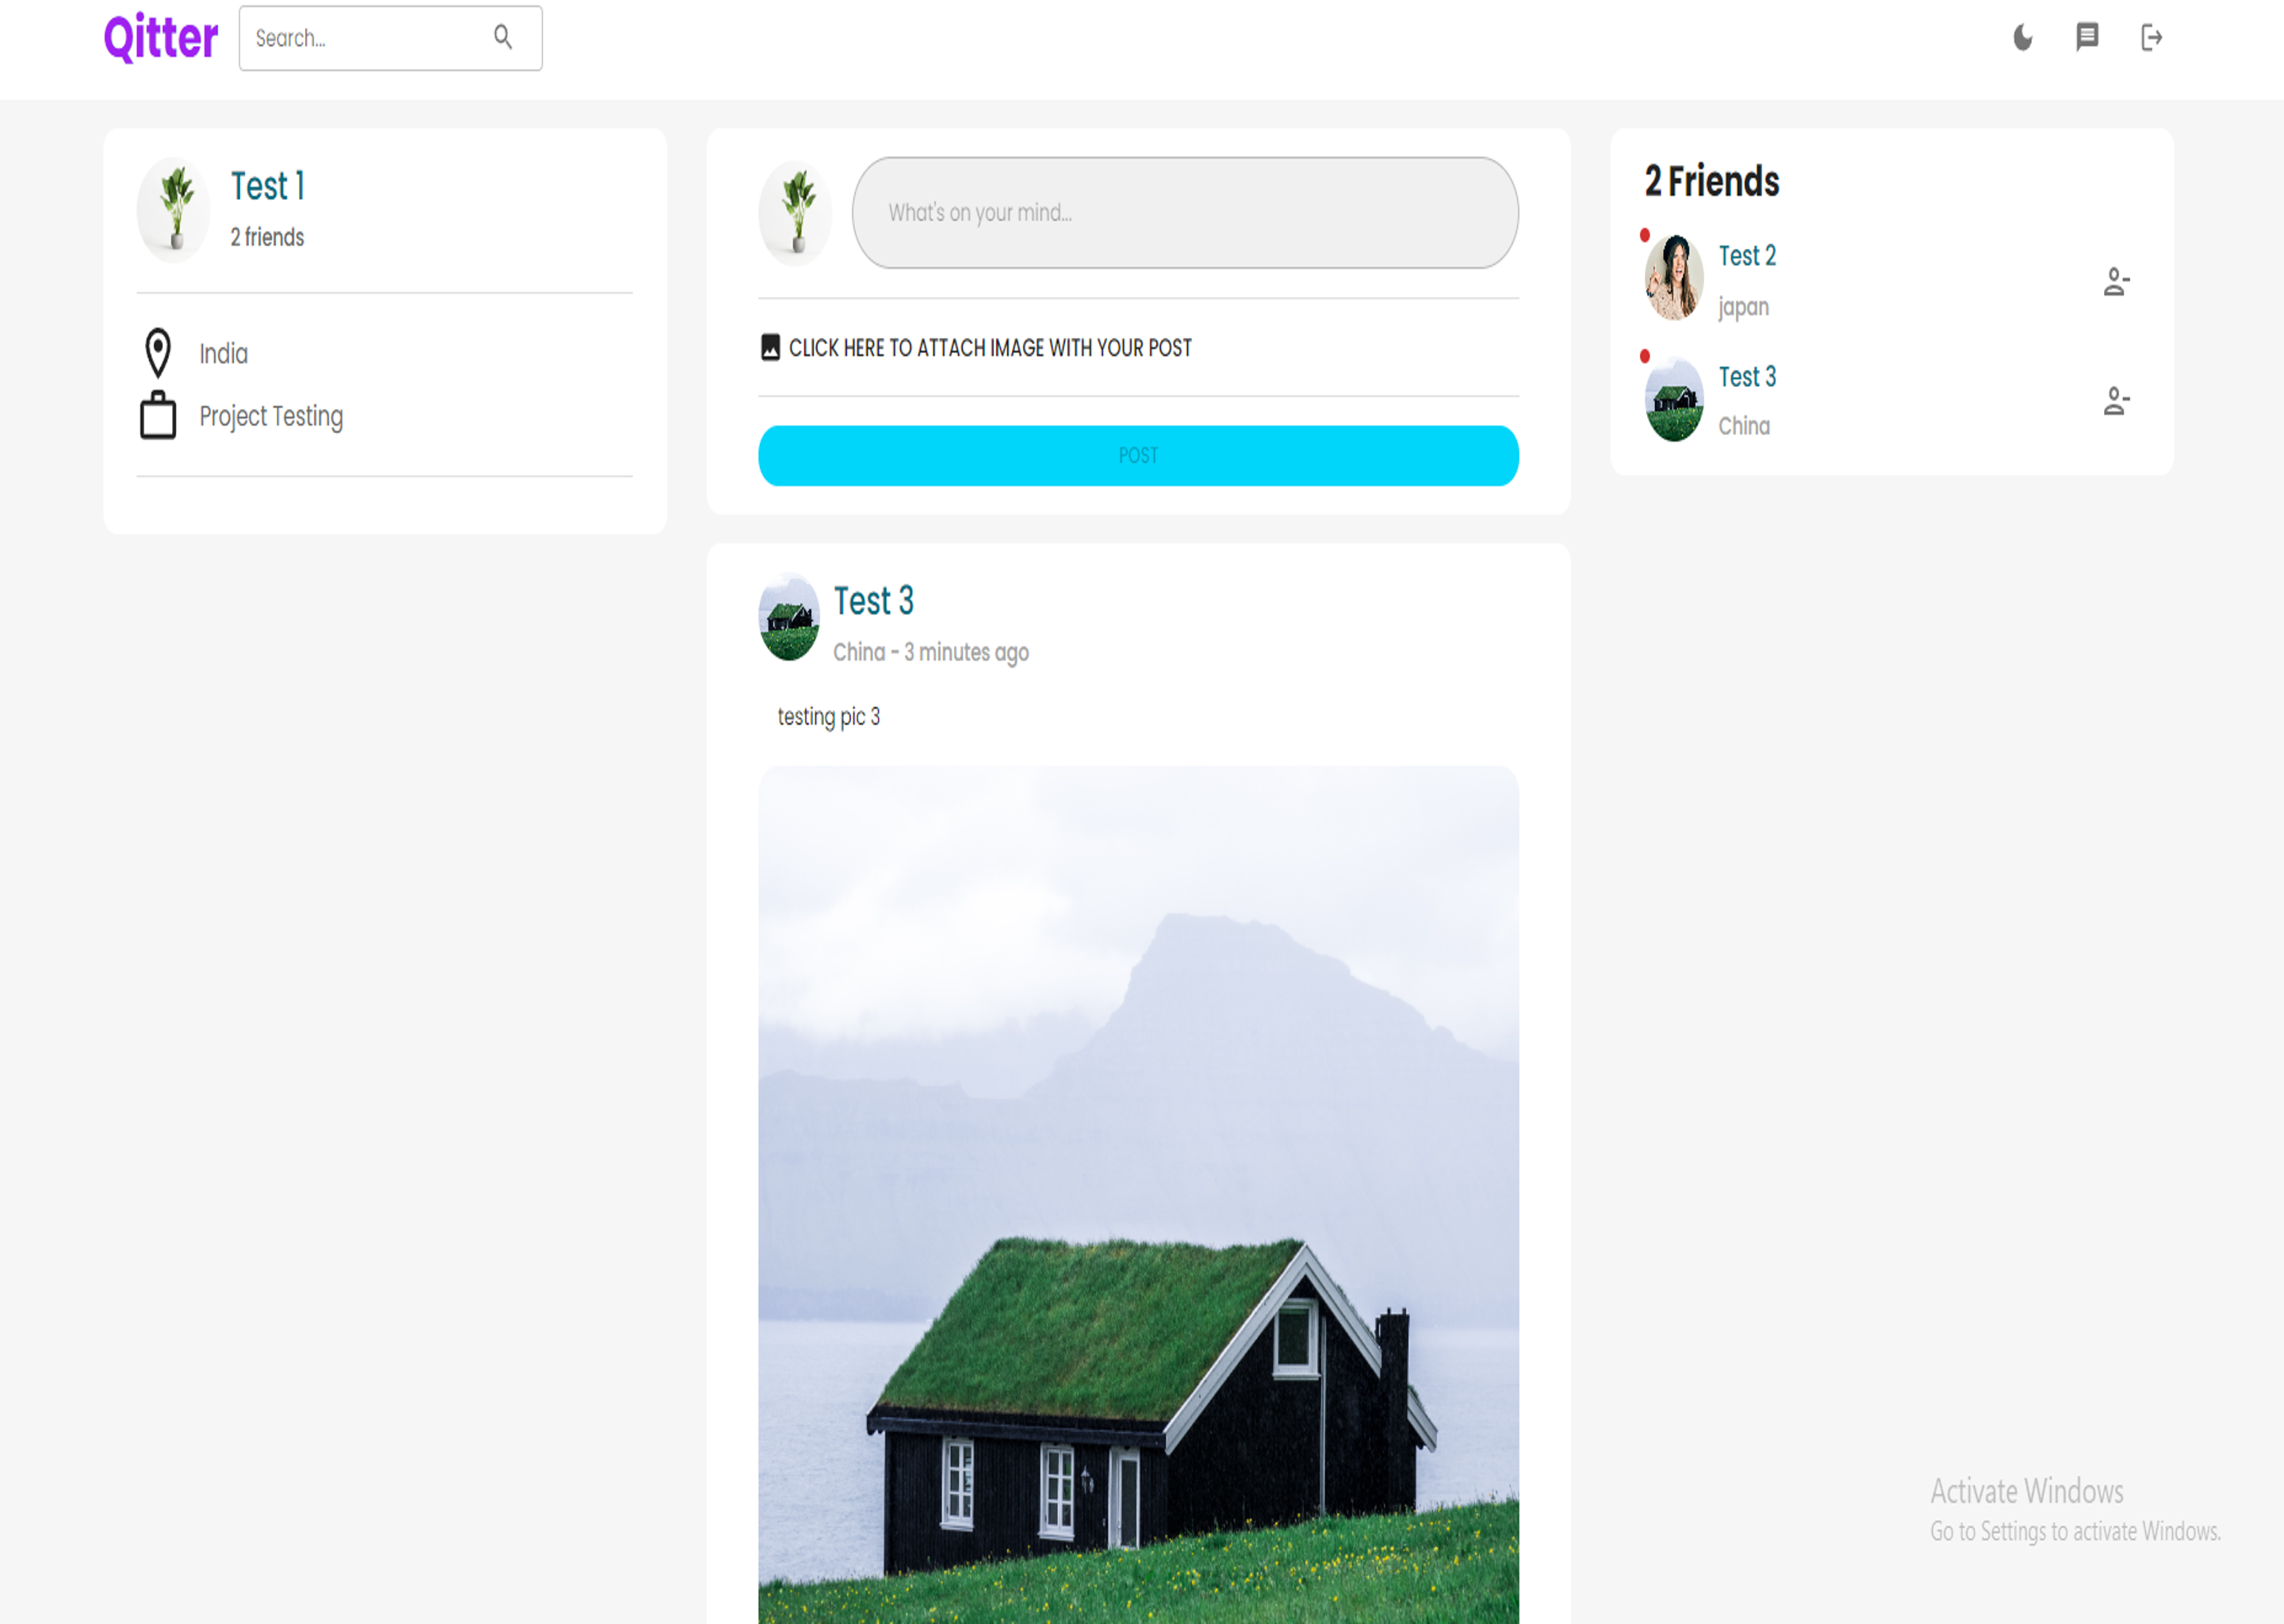 Qitter
Search...
Test 1
2 friends
India
Project Testing
What's on your mind...
CLICK HERE TO ATTACH IMAGE WITH YOUR POST
POST
Test 3
China - 3 minutes ago
testing pic 3
2 Friends
Test 2
japan
Test 3
China
Activate Windows
Go to Settings to activate Windows.